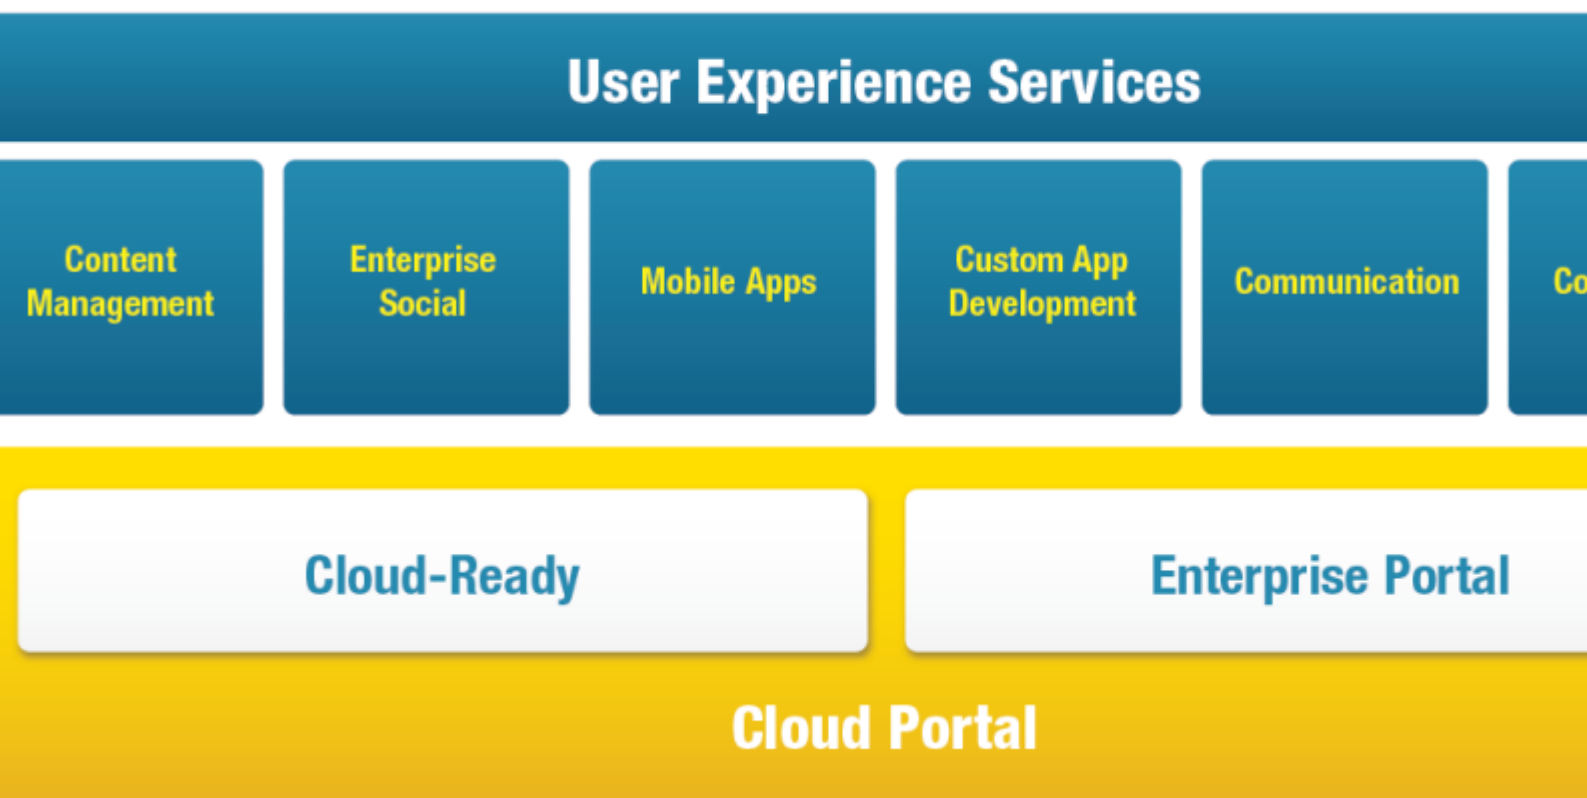 User Experience Services
Content
Management
Enterprise
Social
Mobile Apps
Custom App
Development
Communication
Cloud-Ready
Enterprise Portal
Cloud Portal